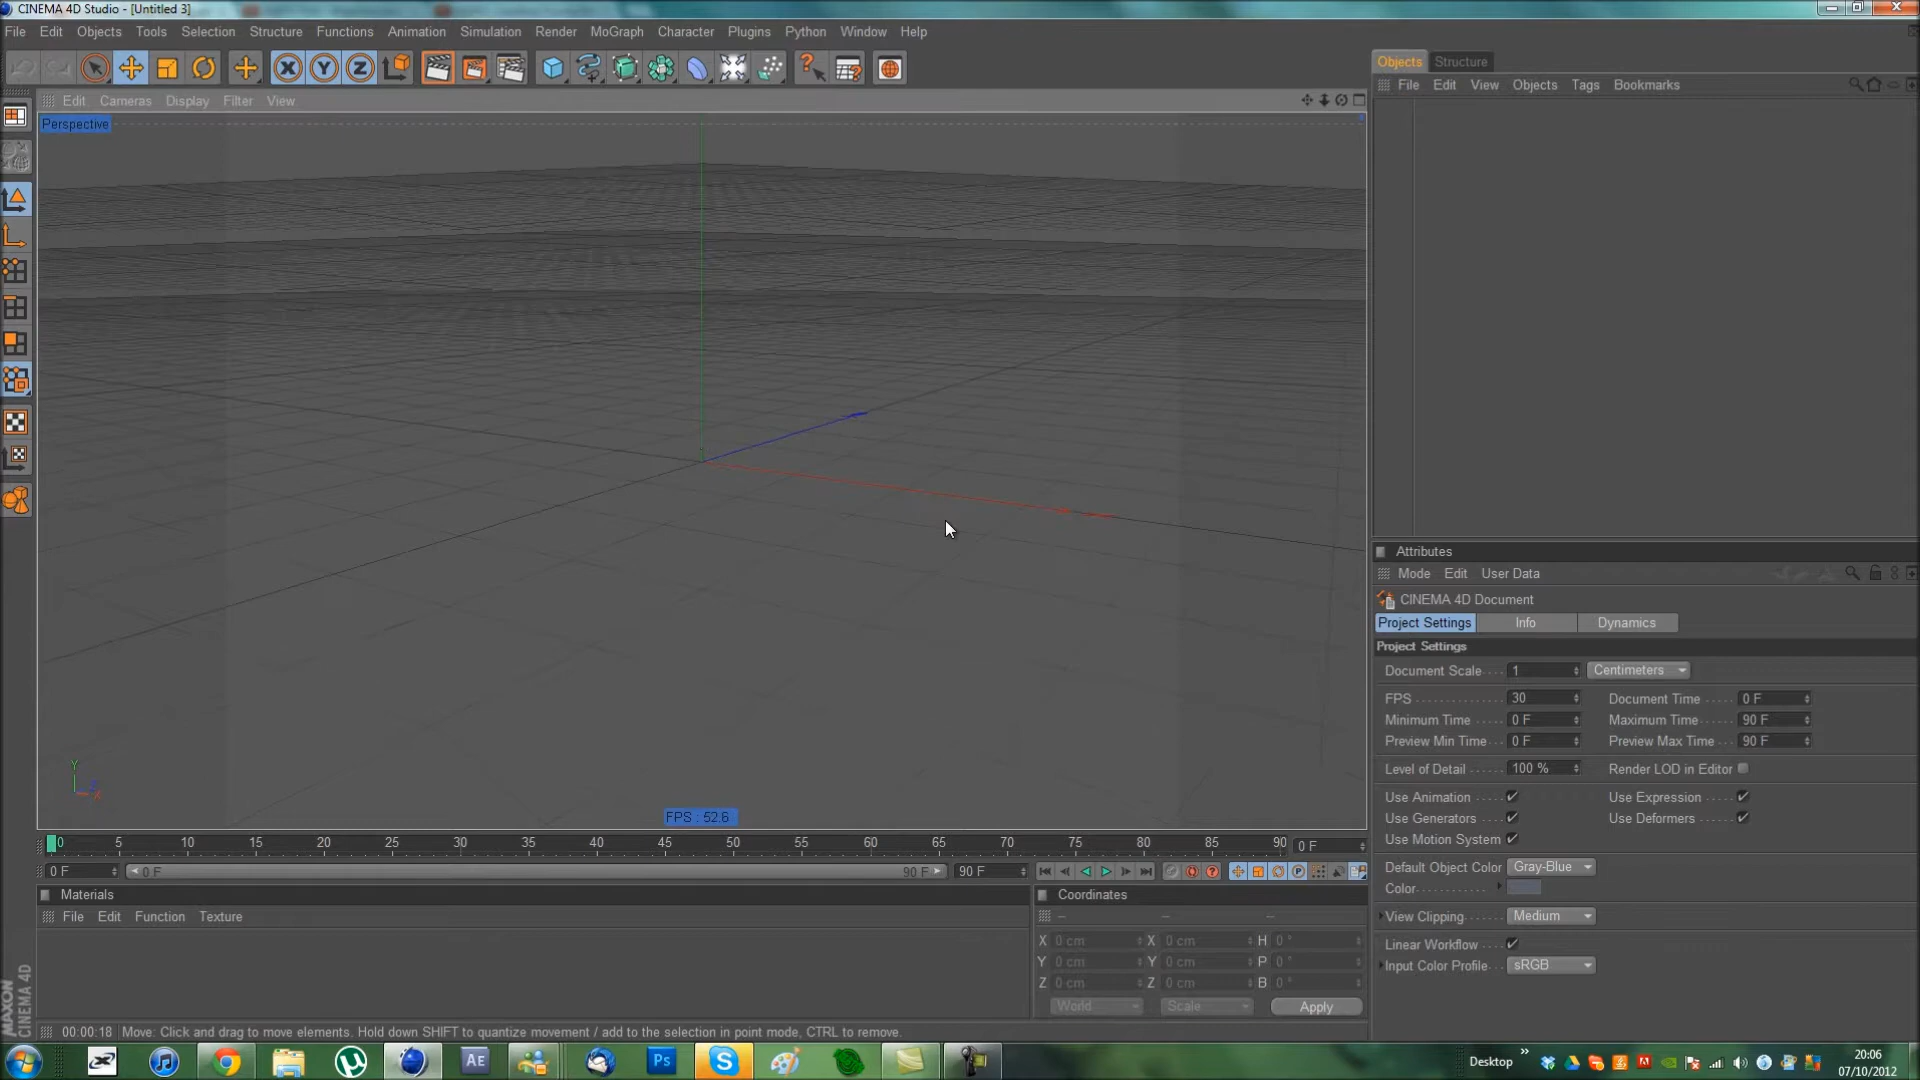 CINEMA 4D Studio - [Untitled 3]
File Edit Objects Tools Selection Structure Functions Animation Simulation Render MoGraph Character Plugins Python Window Help
X Y Z
Objects Structure
File Edit View Objects Tags Bookmarks
Edit Cameras Display Filter View
Perspective
Y
X
FPS : 52.6
Attributes
Mode Edit User Data
CINEMA 4D Document
Project Settings Info Dynamics
Project Settings
Document Scale 1 Centimeters
FPS 30 Document Time 0 F
Minimum Time 0 F Maximum Time 90 F
Preview Min Time 0 F Preview Max Time 90 F
Level of Detail 100 % Render LOD in Editor
Use Animation Use Expression
Use Generators Use Deformers
Use Motion System
Default Object Color Gray-Blue
Color
View Clipping Medium
Linear Workflow
Input Color Profile sRGB
0 5 10 15 20 25 30 35 40 45 50 55 60 65 70 75 80 85 90 0 F
0 F 0 F 90 F 90 F
Materials
File Edit Function Texture
Coordinates
-- -- --
X 0 cm X 0 cm H 0 °
Y 0 cm Y 0 cm P 0 °
Z 0 cm Z 0 cm B 0 °
World Scale Apply
MAXON
CINEMA 4D
00:00:18 Move: Click and drag to move elements. Hold down SHIFT to quantize movement / add to the selection in point mode, CTRL to remove.
AE Ps Desktop 20:06
07/10/2012